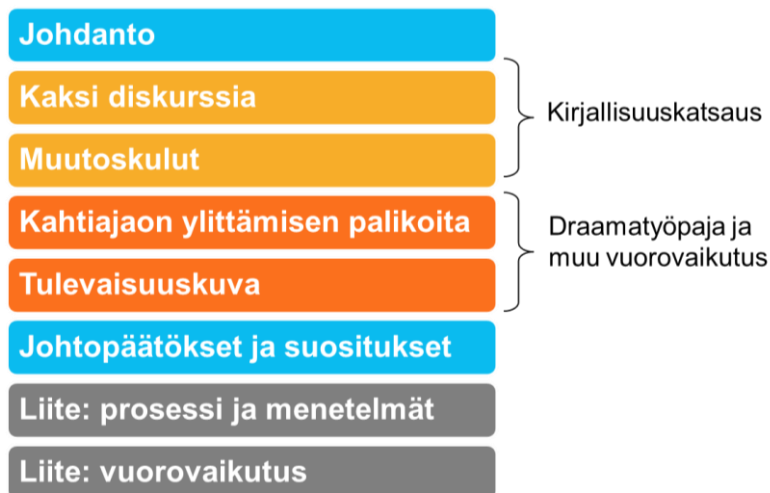 Johdanto
Kaksi diskurssia
Muutoskulut
Kirjallisuuskatsaus
Kahtiajaon ylittämisen palikoita
Tulevaisuuskuva
Draamatyöpaja ja
muu vuorovaikutus
Johtopäätökset ja suositukset
Liite: prosessi ja menetelmät
Liite: vuorovaikutus